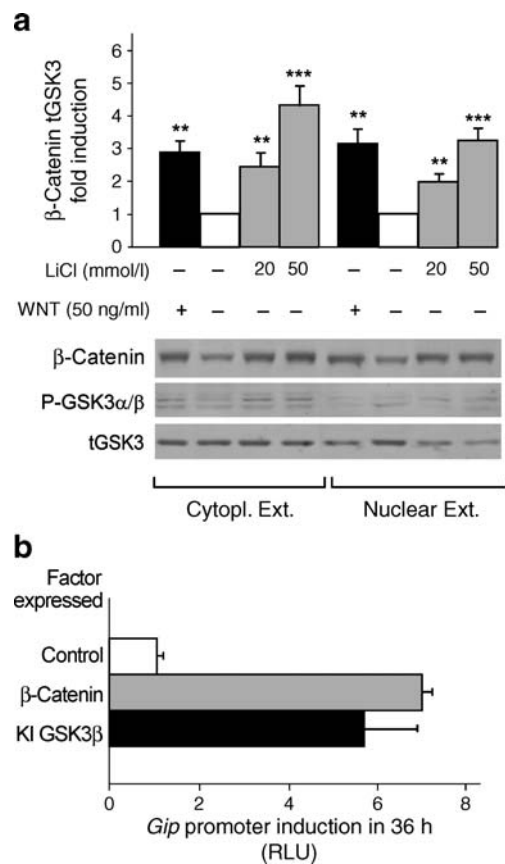 a
β-Catenin tGSK3
fold induction
6
5
4
3
2
1
0
** ** *** ** ** ***
LiCl (mmol/l) – – 20 50 – – 20 50
WNT (50 ng/ml) + – – – + – – –
β-Catenin
P-GSK3α/β
tGSK3
Cytopl. Ext. Nuclear Ext.
b
Factor
expressed
Control
β-Catenin
KI GSK3β
0 2 4 6 8
Gip promoter induction in 36 h
(RLU)